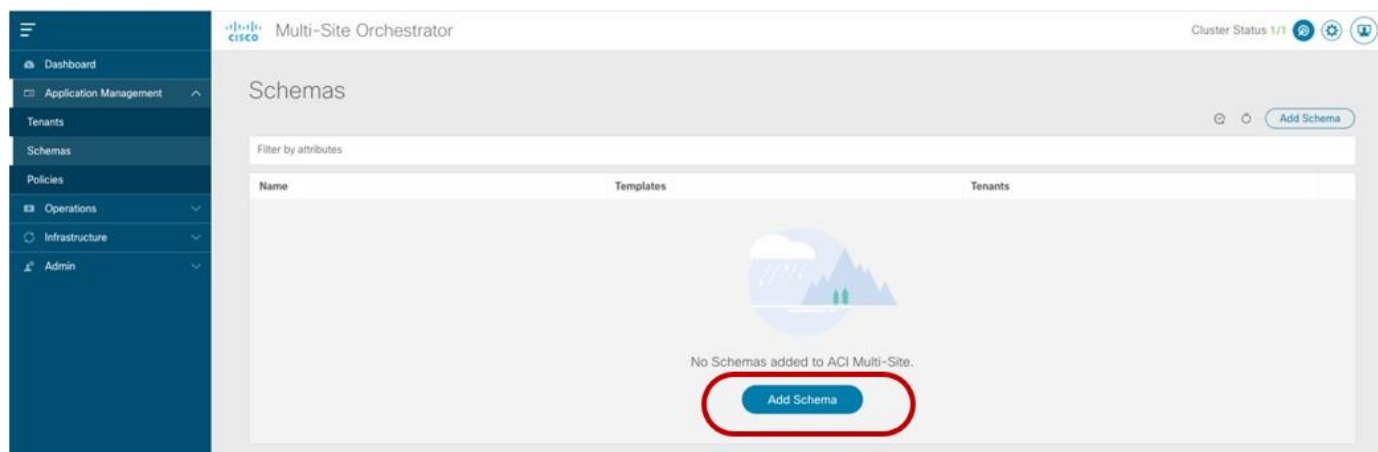 CISCO Multi-Site Orchestrator
Cluster Status 1/1
Dashboard
Application Management
Tenants
Schemas
Policies
Operations
Infrastructure
Admin
Schemas
Add Schema
Filter by attributes
Name Templates Tenants
No Schemas added to ACI Multi-Site.
Add Schema